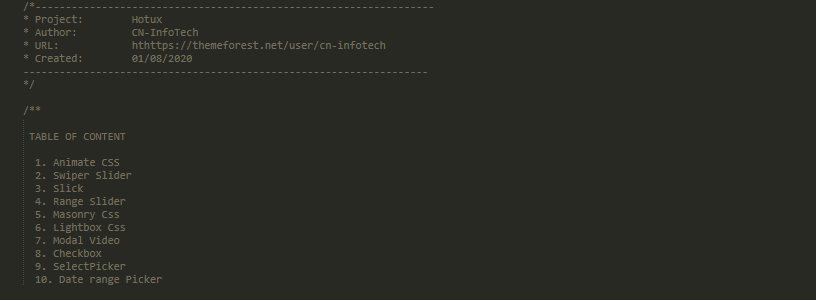 /*------------------------------------------------------------------
* Project:        Hotux
* Author:         CN-InfoTech
* URL:            hthttps://themeforest.net/user/cn-infotech
* Created:        01/08/2020
-------------------------------------------------------------------
*/
/**
TABLE OF CONTENT
1. Animate CSS
2. Swiper Slider
3. Slick
4. Range Slider
5. Masonry Css
6. Lightbox Css
7. Modal Video
8. Checkbox
9. SelectPicker
10. Date range Picker